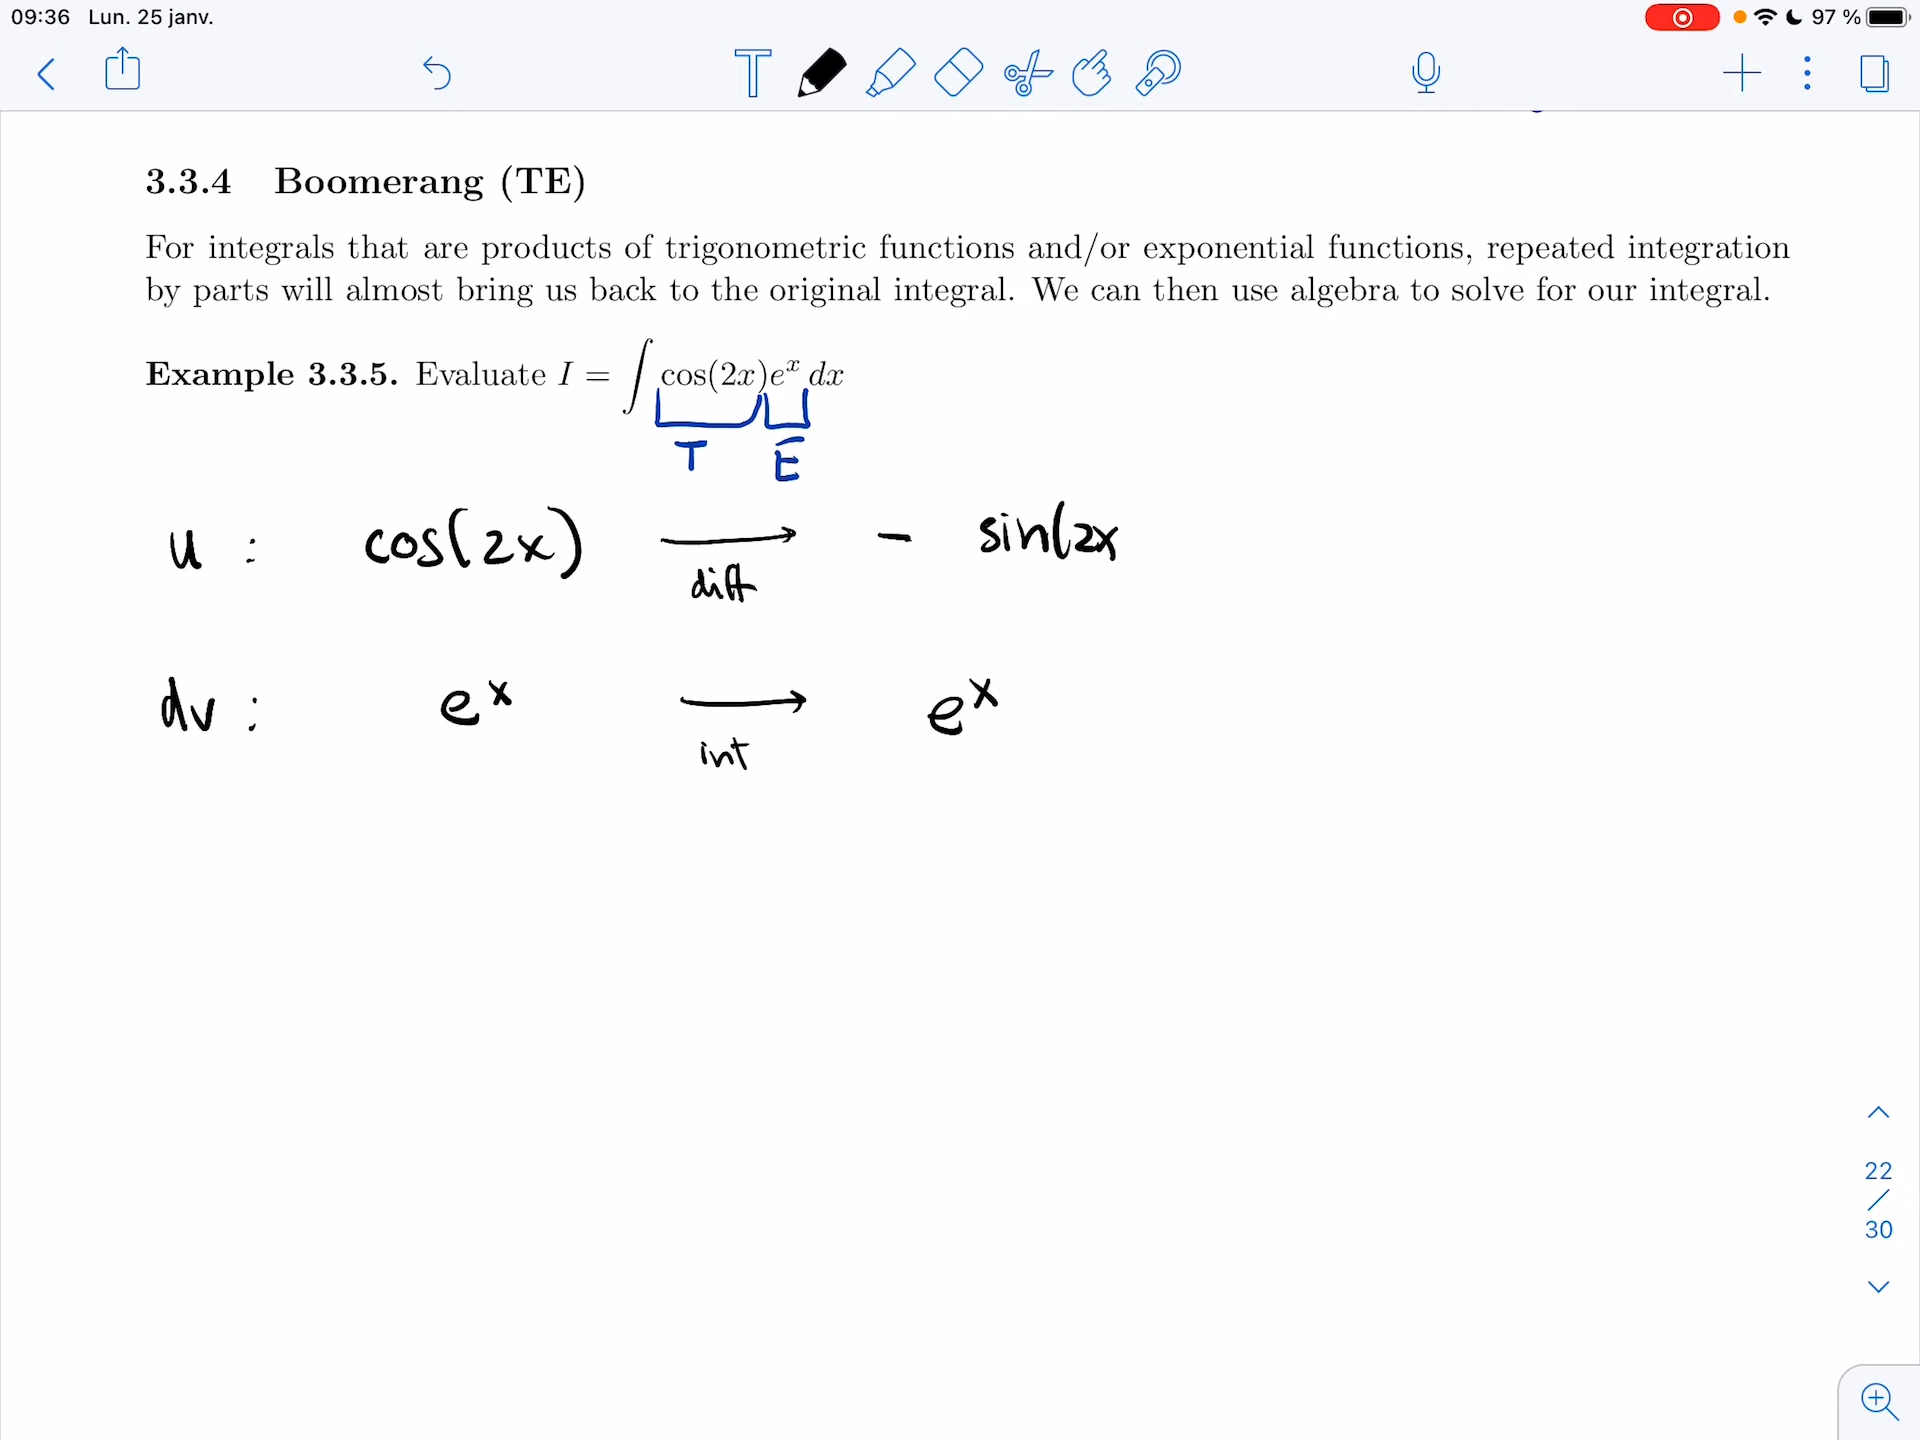 09:36 Lun. 25 janv. 97 %
T
3.3.4 Boomerang (TE)
For integrals that are products of trigonometric functions and/or exponential functions, repeated integration
by parts will almost bring us back to the original integral. We can then use algebra to solve for our integral.
Example 3.3.5. Evaluate I = ∫ cos(2x)eˣ dx
T E
u : cos(2x) ⟶ - sin(2x
diff
dv : eˣ ⟶ eˣ
int
22
/
30